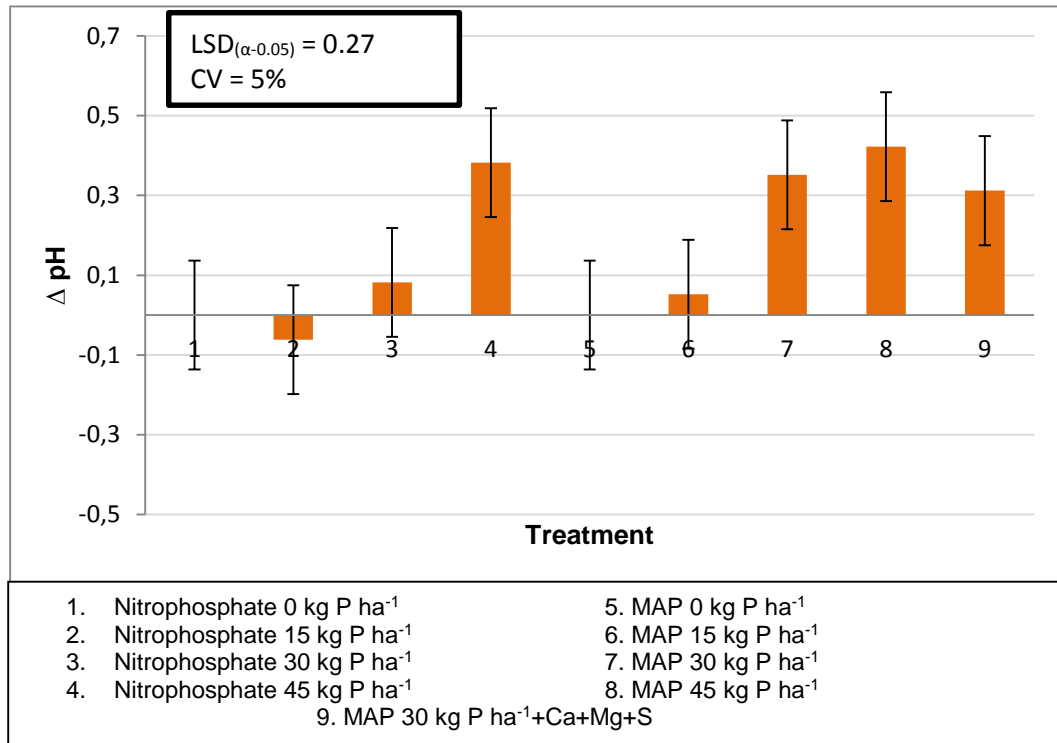 LSD(α-0.05) = 0.27
CV = 5%
0,7
0,5
0,3
0,1
-0,1
-0,3
-0,5
Δ pH
1 2 3 4 5 6 7 8 9
Treatment
1. Nitrophosphate 0 kg P ha-1
2. Nitrophosphate 15 kg P ha-1
3. Nitrophosphate 30 kg P ha-1
4. Nitrophosphate 45 kg P ha-1
5. MAP 0 kg P ha-1
6. MAP 15 kg P ha-1
7. MAP 30 kg P ha-1
8. MAP 45 kg P ha-1
9. MAP 30 kg P ha-1+Ca+Mg+S